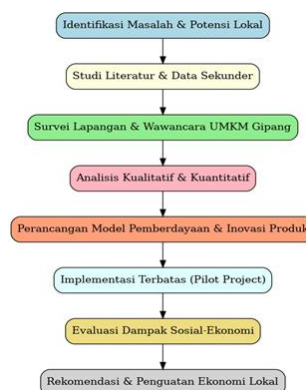 Identifikasi Masalah & Potensi Lokal
Studi Literatur & Data Sekunder
Survei Lapangan & Wawancara UMKM Gipang
Analisis Kualitatif & Kuantitatif
Perancangan Model Pemberdayaan & Inovasi Produk
Implementasi Terbatas (Pilot Project)
Evaluasi Dampak Sosial-Ekonomi
Rekomendasi & Penguatan Ekonomi Lokal